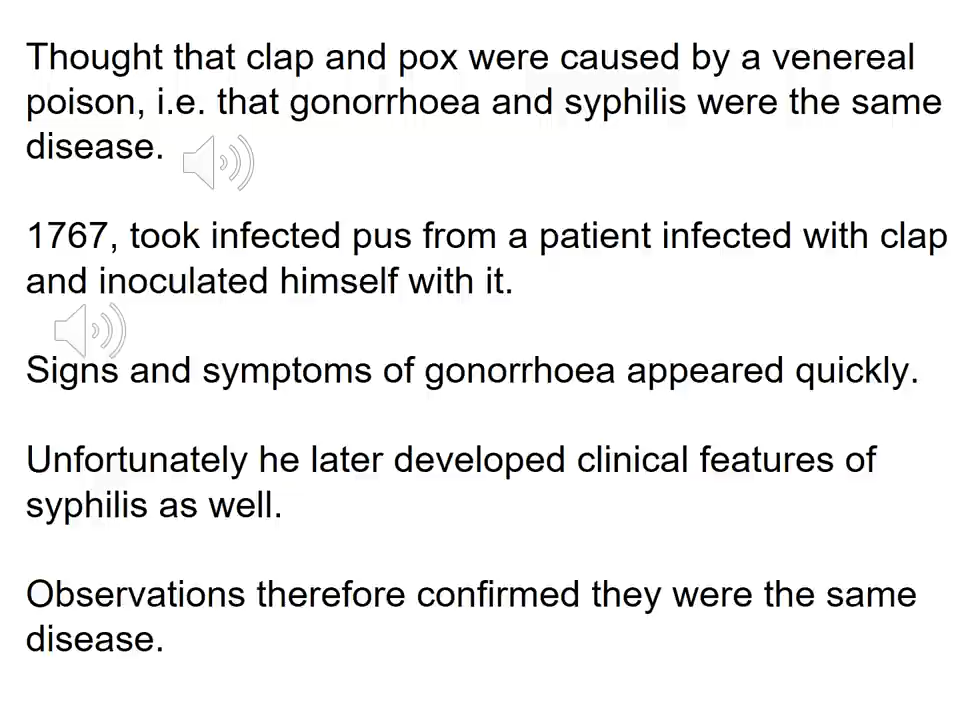 Thought that clap and pox were caused by a venereal
poison, i.e. that gonorrhoea and syphilis were the same
disease.
1767, took infected pus from a patient infected with clap
and inoculated himself with it.
Signs and symptoms of gonorrhoea appeared quickly.
Unfortunately he later developed clinical features of
syphilis as well.
Observations therefore confirmed they were the same
disease.